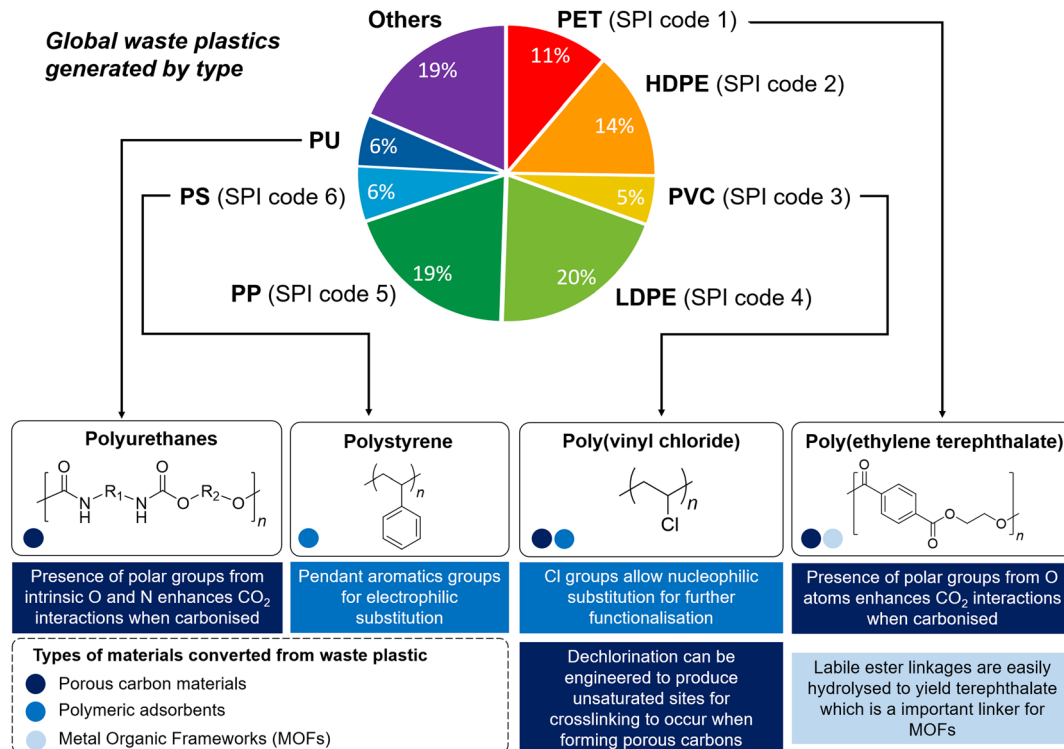 Global waste plastics
generated by type
Others
PET (SPI code 1)
19%
11%
HDPE (SPI code 2)
14%
PU
6%
PS (SPI code 6)
6%
5%
PVC (SPI code 3)
19%
20%
PP (SPI code 5)
LDPE (SPI code 4)
Polyurethanes
O
O
N
H
R1
N
H
O
R2
O
n
Presence of polar groups from
intrinsic O and N enhances CO2
interactions when carbonised
Polystyrene
n
Pendant aromatics groups
for electrophilic
substitution
Poly(vinyl chloride)
n
Cl
Cl groups allow nucleophilic
substitution for further
functionalisation
Dechlorination can be
engineered to produce
unsaturated sites for
crosslinking to occur when
forming porous carbons
Poly(ethylene terephthalate)
O
O
O
O
n
Presence of polar groups from O
atoms enhances CO2 interactions
when carbonised
Labile ester linkages are easily
hydrolysed to yield terephthalate
which is a important linker for
MOFs
Types of materials converted from waste plastic
Porous carbon materials
Polymeric adsorbents
Metal Organic Frameworks (MOFs)